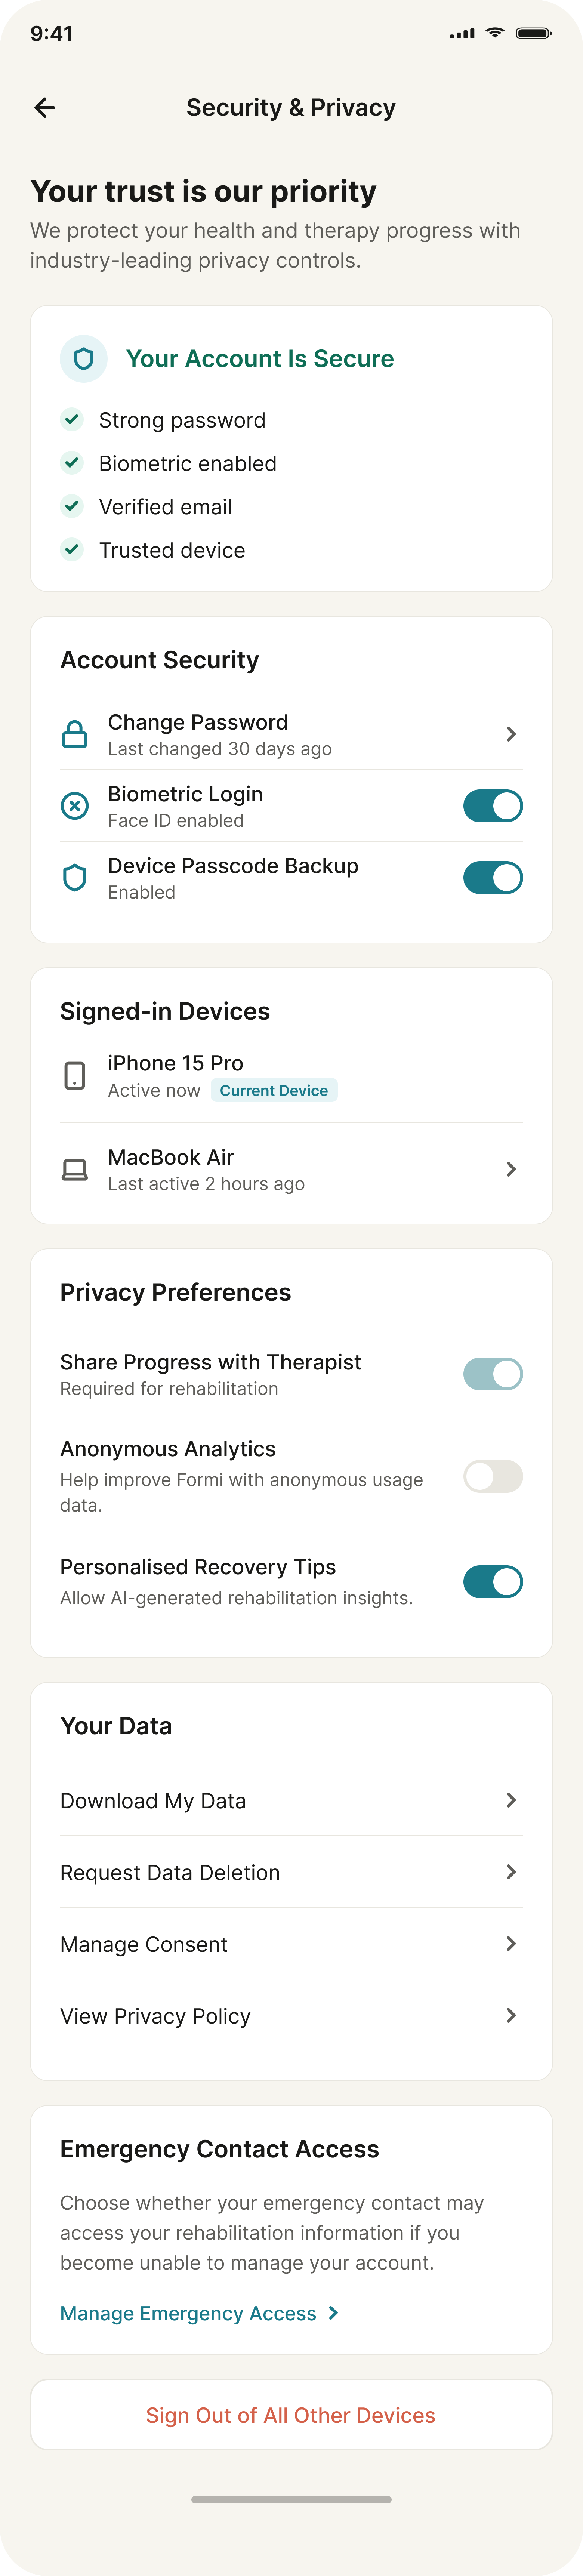 9:41
Security & Privacy
Your trust is our priority
We protect your health and therapy progress with
industry-leading privacy controls.
Your Account Is Secure
Strong password
Biometric enabled
Verified email
Trusted device
Account Security
Change Password
Last changed 30 days ago
Biometric Login
Face ID enabled
Device Passcode Backup
Enabled
Signed-in Devices
iPhone 15 Pro
Active now Current Device
MacBook Air
Last active 2 hours ago
Privacy Preferences
Share Progress with Therapist
Required for rehabilitation
Anonymous Analytics
Help improve Formi with anonymous usage
data.
Personalised Recovery Tips
Allow AI-generated rehabilitation insights.
Your Data
Download My Data
Request Data Deletion
Manage Consent
View Privacy Policy
Emergency Contact Access
Choose whether your emergency contact may
access your rehabilitation information if you
become unable to manage your account.
Manage Emergency Access
Sign Out of All Other Devices